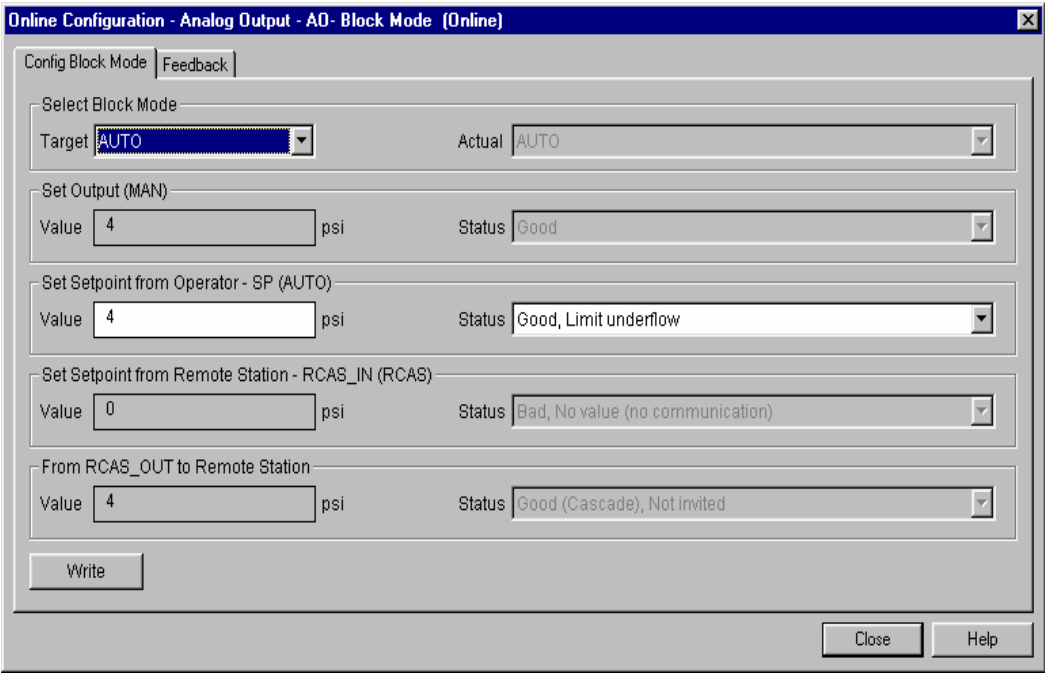 Online Configuration - Analog Output - AO- Block Mode (Online)
Config Block Mode Feedback
Select Block Mode
Target AUTO Actual AUTO
Set Output (MAN)
Value 4 psi Status Good
Set Setpoint from Operator - SP (AUTO)
Value 4 psi Status Good, Limit underflow
Set Setpoint from Remote Station - RCAS_IN (RCAS)
Value 0 psi Status Bad, No value (no communication)
From RCAS_OUT to Remote Station
Value 4 psi Status Good (Cascade), Not invited
Write
Close Help